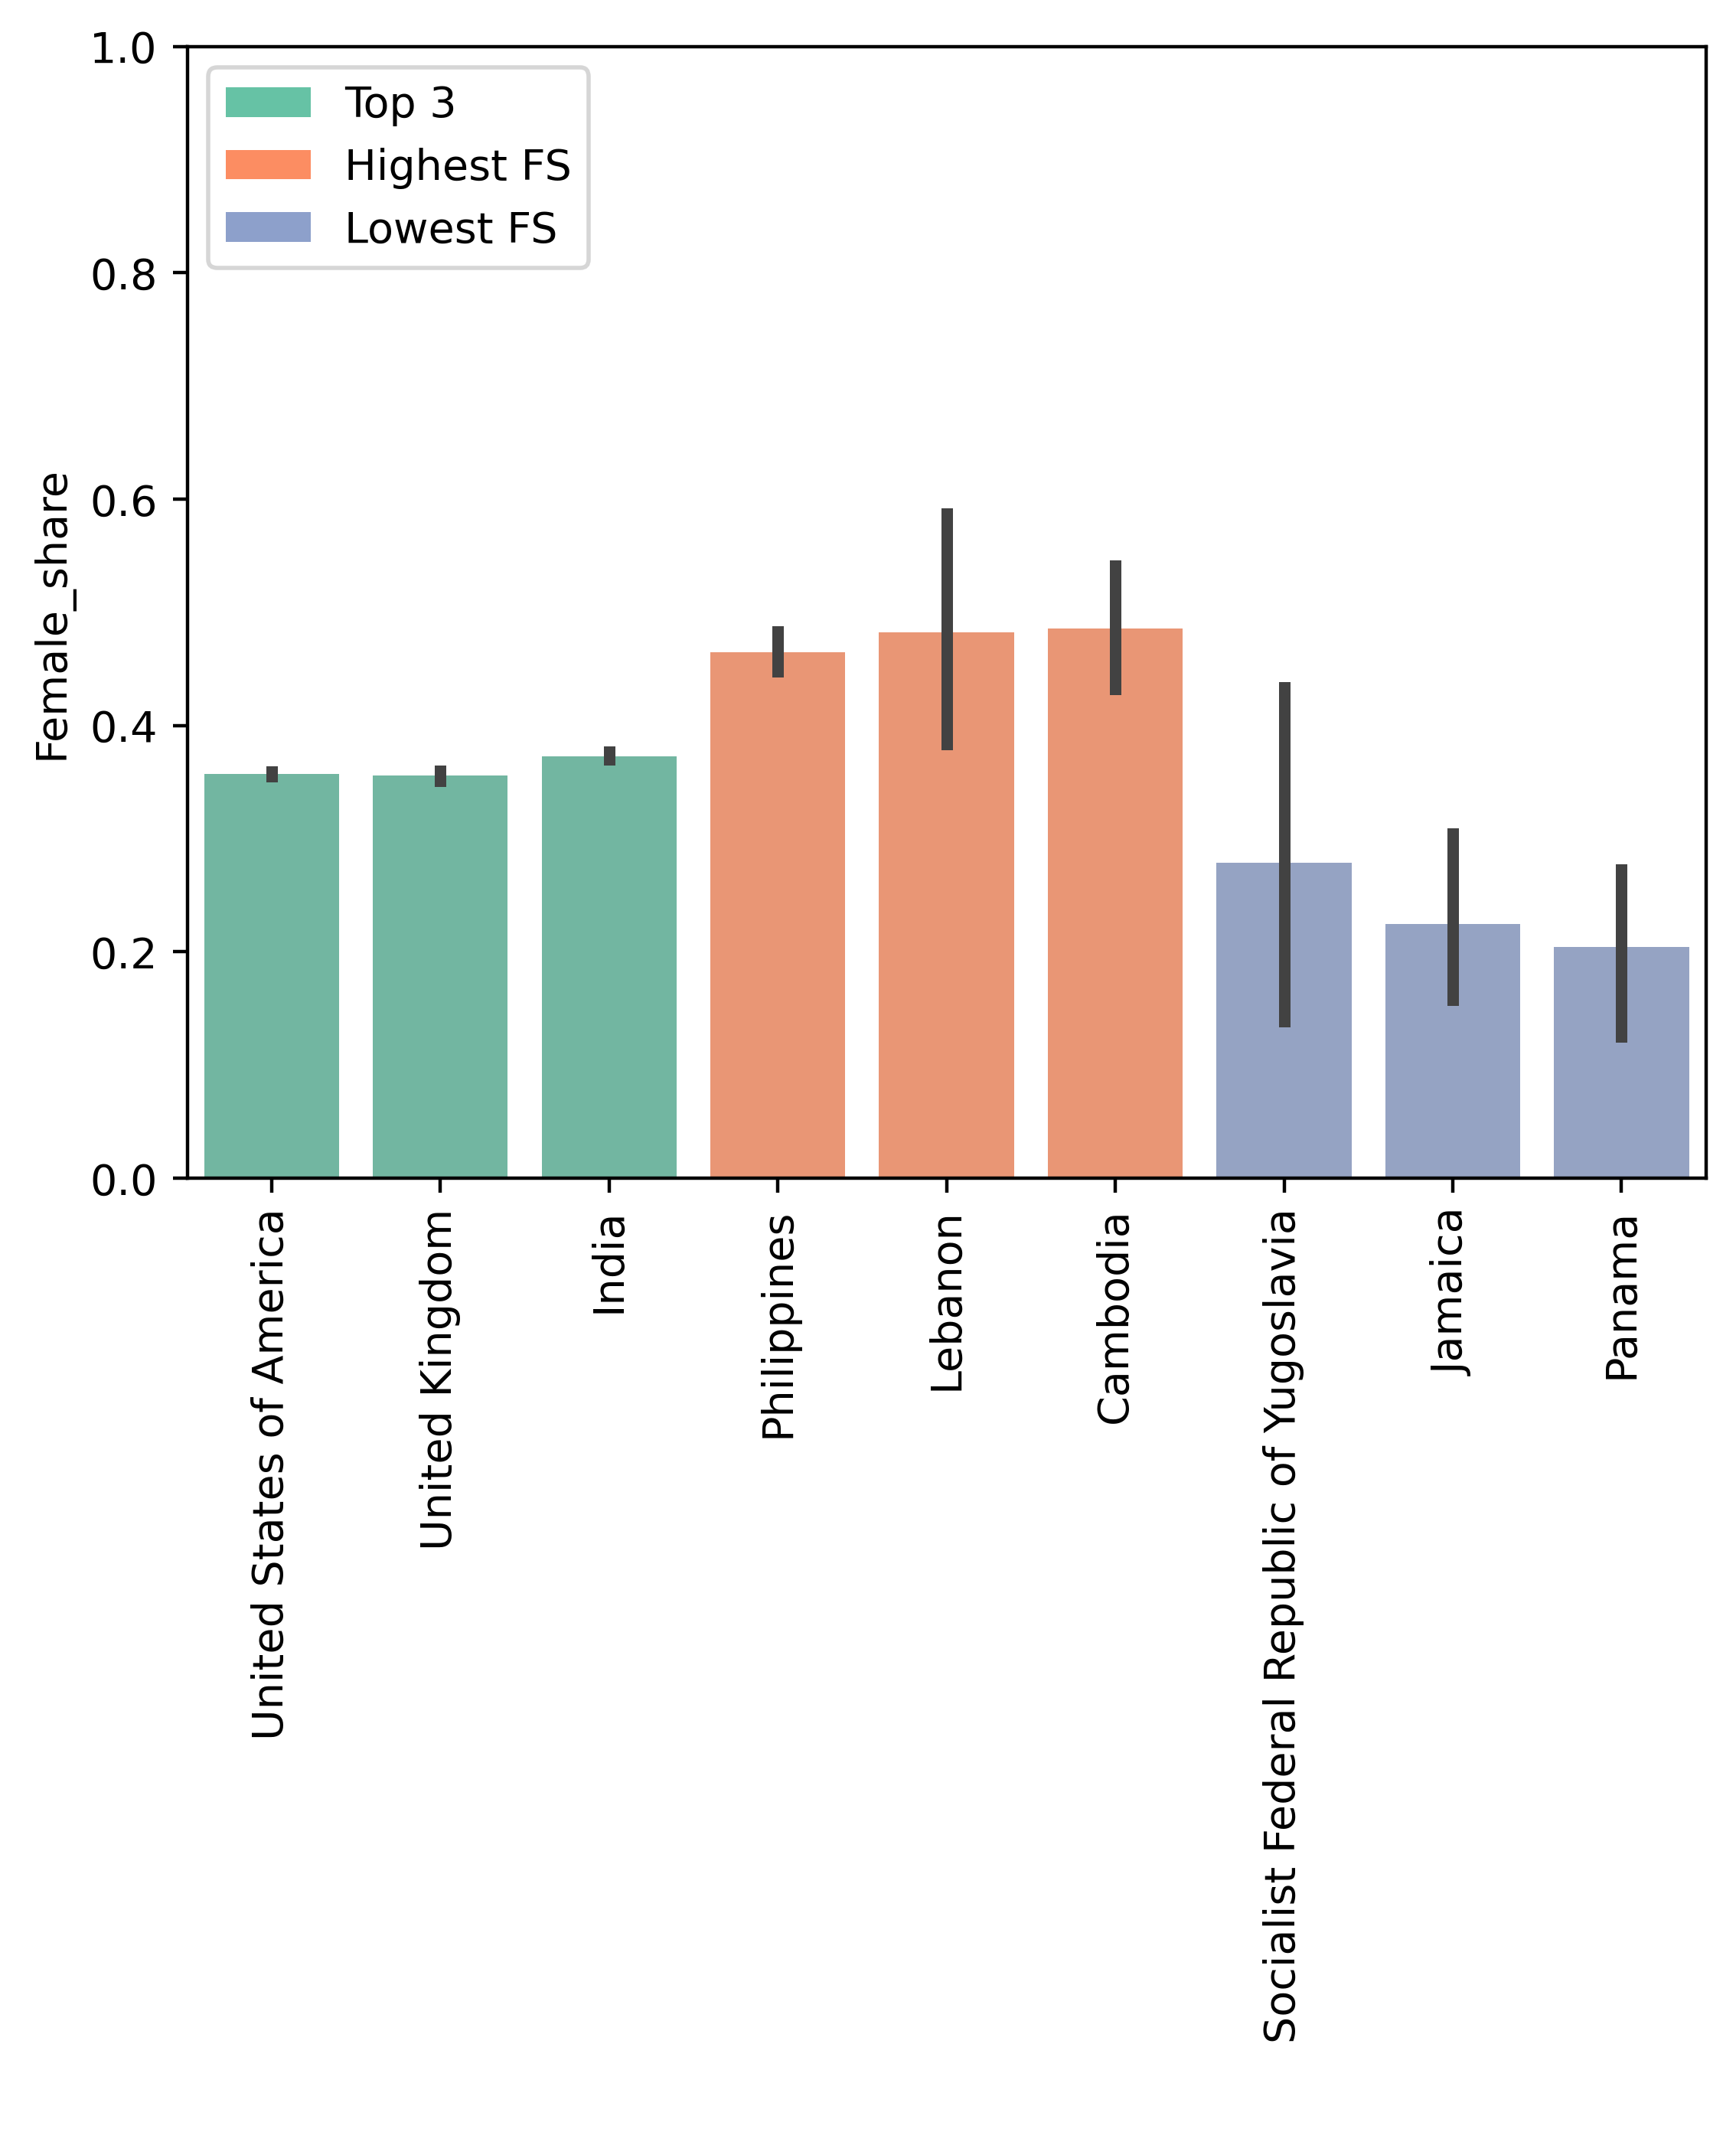 Top 3
Highest FS
Lowest FS
1.0
0.8
0.6
0.4
0.2
0.0
Female_share
United States of America
United Kingdom
India
Philippines
Lebanon
Cambodia
Socialist Federal Republic of Yugoslavia
Jamaica
Panama